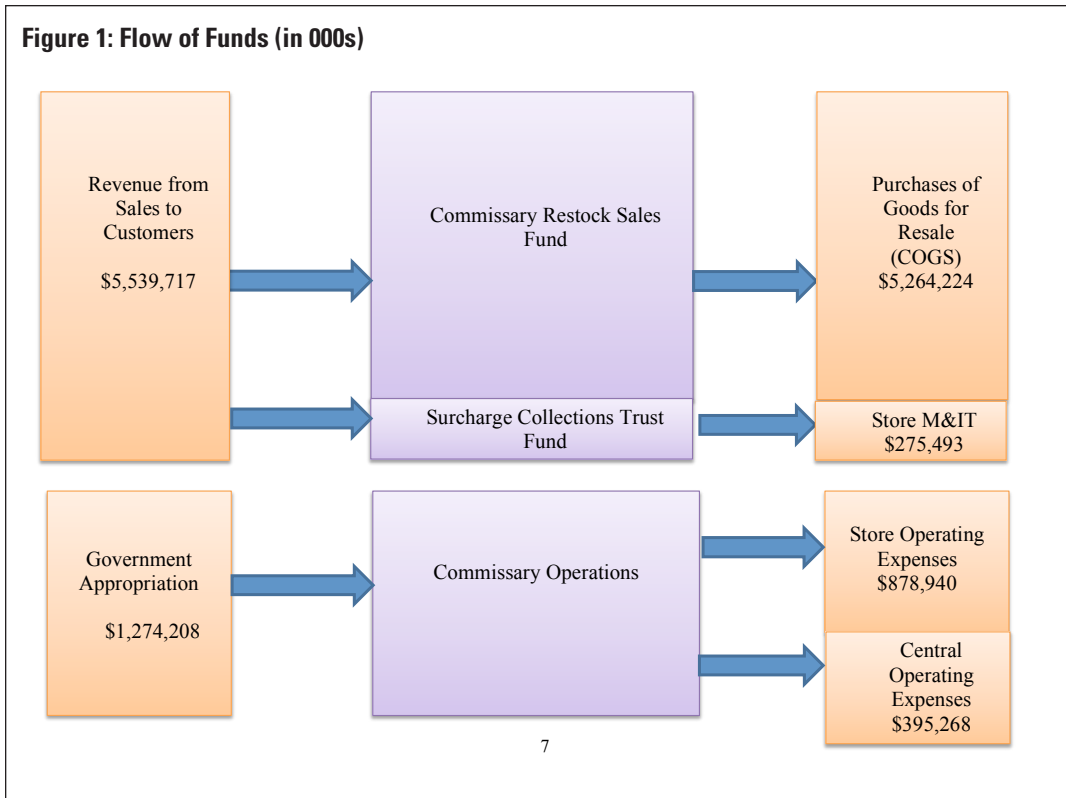 Figure 1: Flow of Funds (in 000s)
Revenue from
Sales to
Customers
$5,539,717
Commissary Restock Sales
Fund
Purchases of
Goods for
Resale
(COGS)
$5,264,224
Surcharge Collections Trust
Fund
Store M&IT
$275,493
Government
Appropriation
$1,274,208
Commissary Operations
Store Operating
Expenses
$878,940
Central
Operating
Expenses
$395,268
7